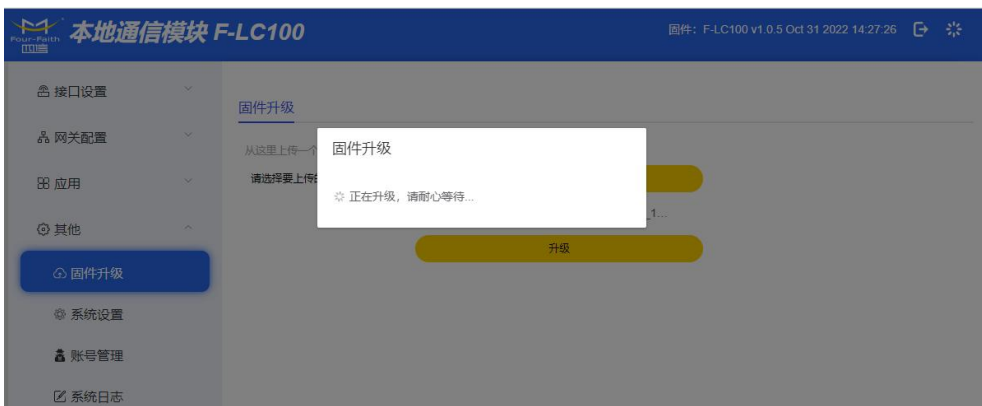 Four-Faith
四信
本地通信模块 F-LC100
固件：F-LC100 v1.0.5 Oct 31 2022 14:27:26
接口设置
网关配置
应用
其他
固件升级
系统设置
账号管理
系统日志
固件升级
从这里上传一个
请选择要上传
_1...
升级
固件升级
正在升级，请耐心等待...